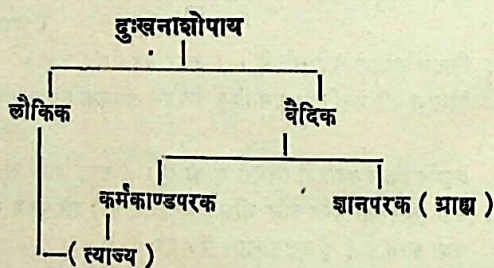 दुःखनाशोपाय
लौकिक वैदिक
कर्मकाण्डपरक ज्ञानपरक ( ग्राह्य )
( त्याज्य )